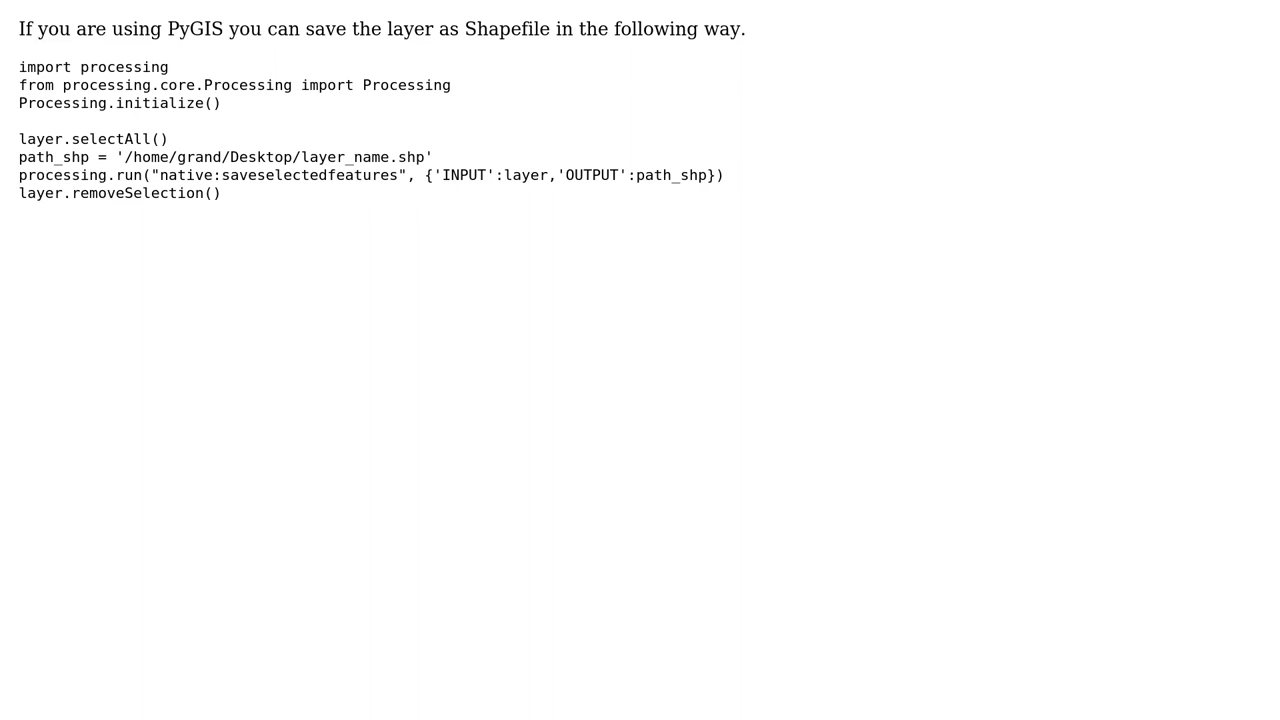 If you are using PyGIS you can save the layer as Shapefile in the following way.
import processing
from processing.core.Processing import Processing
Processing.initialize()
layer.selectAll()
path_shp = '/home/grand/Desktop/layer_name.shp'
processing.run("native:saveselectedfeatures", {'INPUT':layer,'OUTPUT':path_shp})
layer.removeSelection()